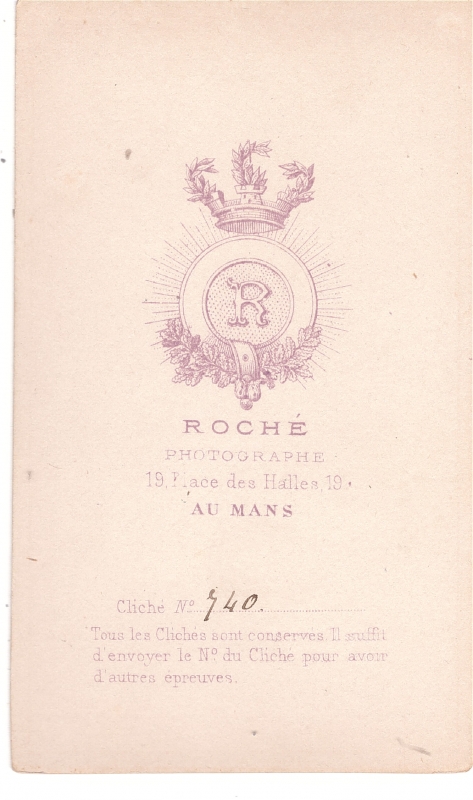 R
ROCHÉ
PHOTOGRAPHE
19, Place des Halles, 19
AU MANS
Cliché Nº 740.
Tous les Clichés sont conservés. Il suffit
d'envoyer le Nº du Cliché pour avoir
d'autres épreuves.